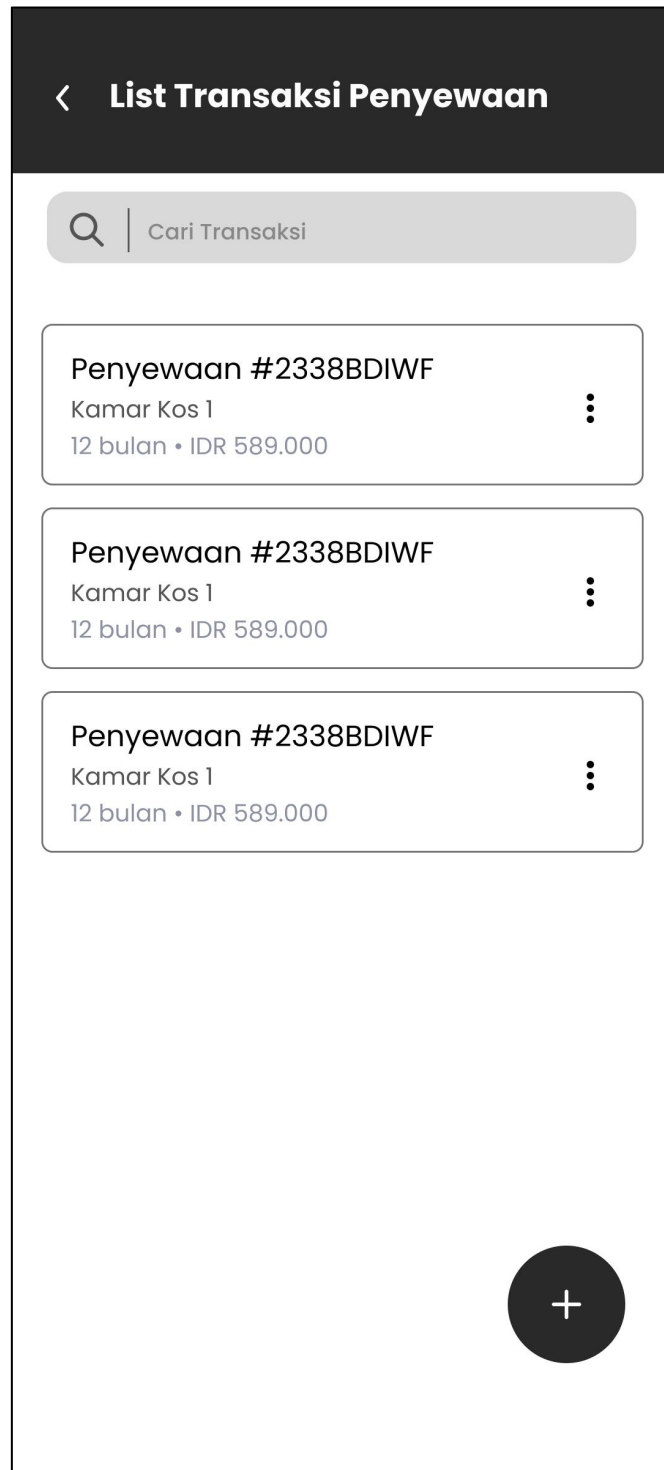 List Transaksi Penyewaan
Cari Transaksi
Penyewaan #2338BDIWF
Kamar Kos 1
12 bulan • IDR 589.000
Penyewaan #2338BDIWF
Kamar Kos 1
12 bulan • IDR 589.000
Penyewaan #2338BDIWF
Kamar Kos 1
12 bulan • IDR 589.000